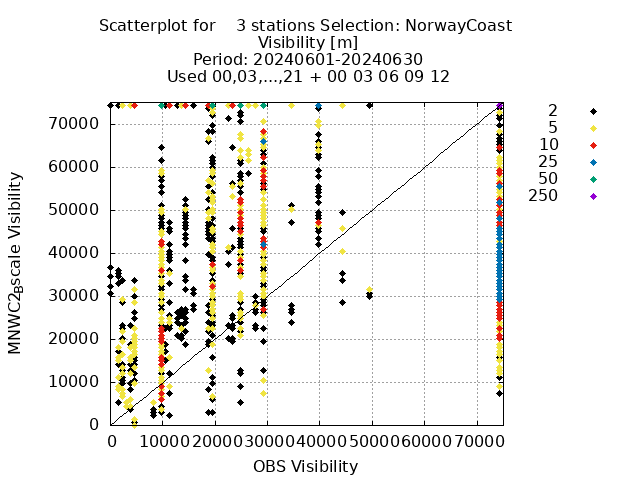 Scatterplot for    3 stations Selection: NorwayCoast
Visibility [m]
Period: 20240601-20240630
Used 00,03,...,21 + 00 03 06 09 12
2
5
10
25
50
250
70000
60000
50000
40000
30000
20000
10000
0
MNWC2gscale Visibility
0 10000 20000 30000 40000 50000 60000 70000
OBS Visibility